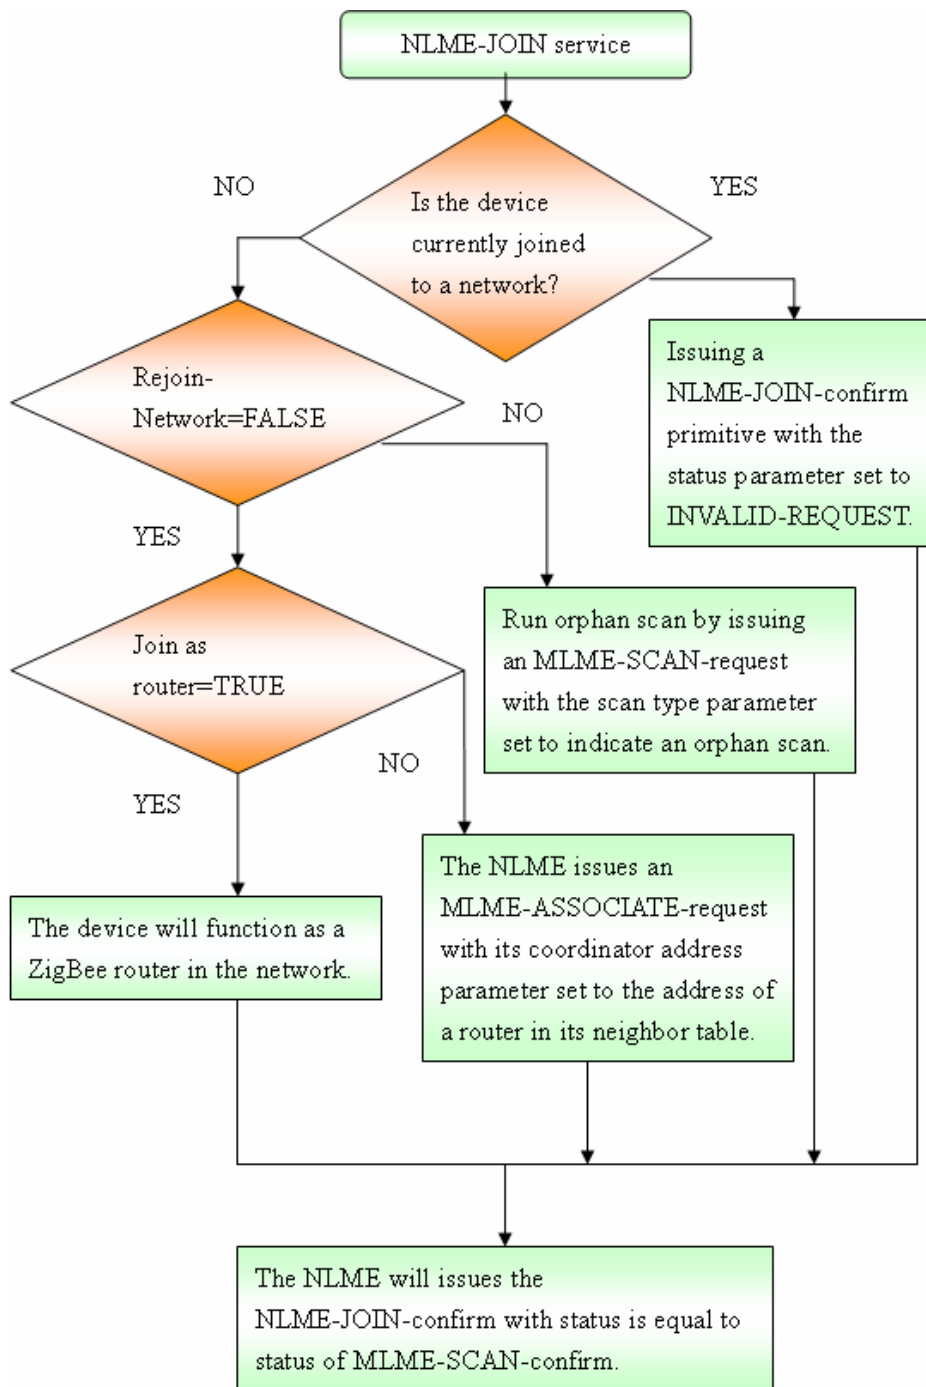 NLME-JOIN service
NO
YES
Is the device
currently joined
to a network?
Rejoin-
Network=FALSE
NO
Issuing a
NLME-JOIN-confirm
primitive with the
status parameter set to
INVALID-REQUEST.
YES
Run orphan scan by issuing
an MLME-SCAN-request
with the scan type parameter
set to indicate an orphan scan.
Join as
router=TRUE
NO
YES
The NLME issues an
MLME-ASSOCIATE-request
with its coordinator address
parameter set to the address of
a router in its neighbor table.
The device will function as a
ZigBee router in the network.
The NLME will issues the
NLME-JOIN-confirm with status is equal to
status of MLME-SCAN-confirm.